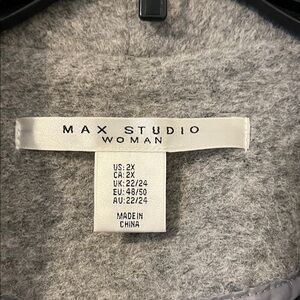 MAX STUDIO
WOMAN
US: 2X
CA: 2X
UK: 22/24
EU: 48/50
AU: 22/24
MADE IN
CHINA